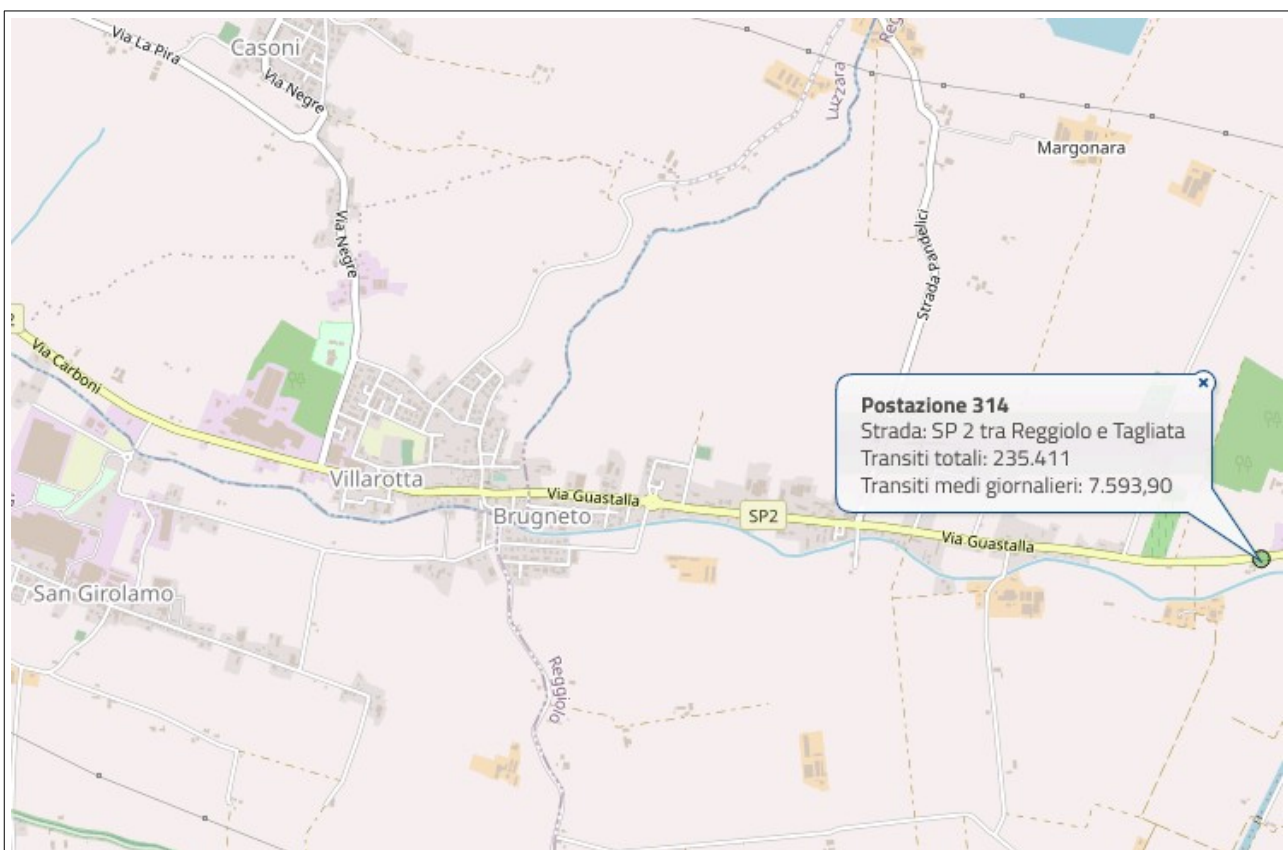 Casoni
Via La Pira
Via Negre
Luzzara
Reg
Margonara
Via Negre
Strada Pandelici
Via Carboni
Postazione 314
Strada: SP 2 tra Reggiolo e Tagliata
Transiti totali: 235.411
Transiti medi giornalieri: 7.593,90
Villarotta
Via Guastalla
SP2
Brugneto
Via Guastalla
San Girolamo
Reggiolo